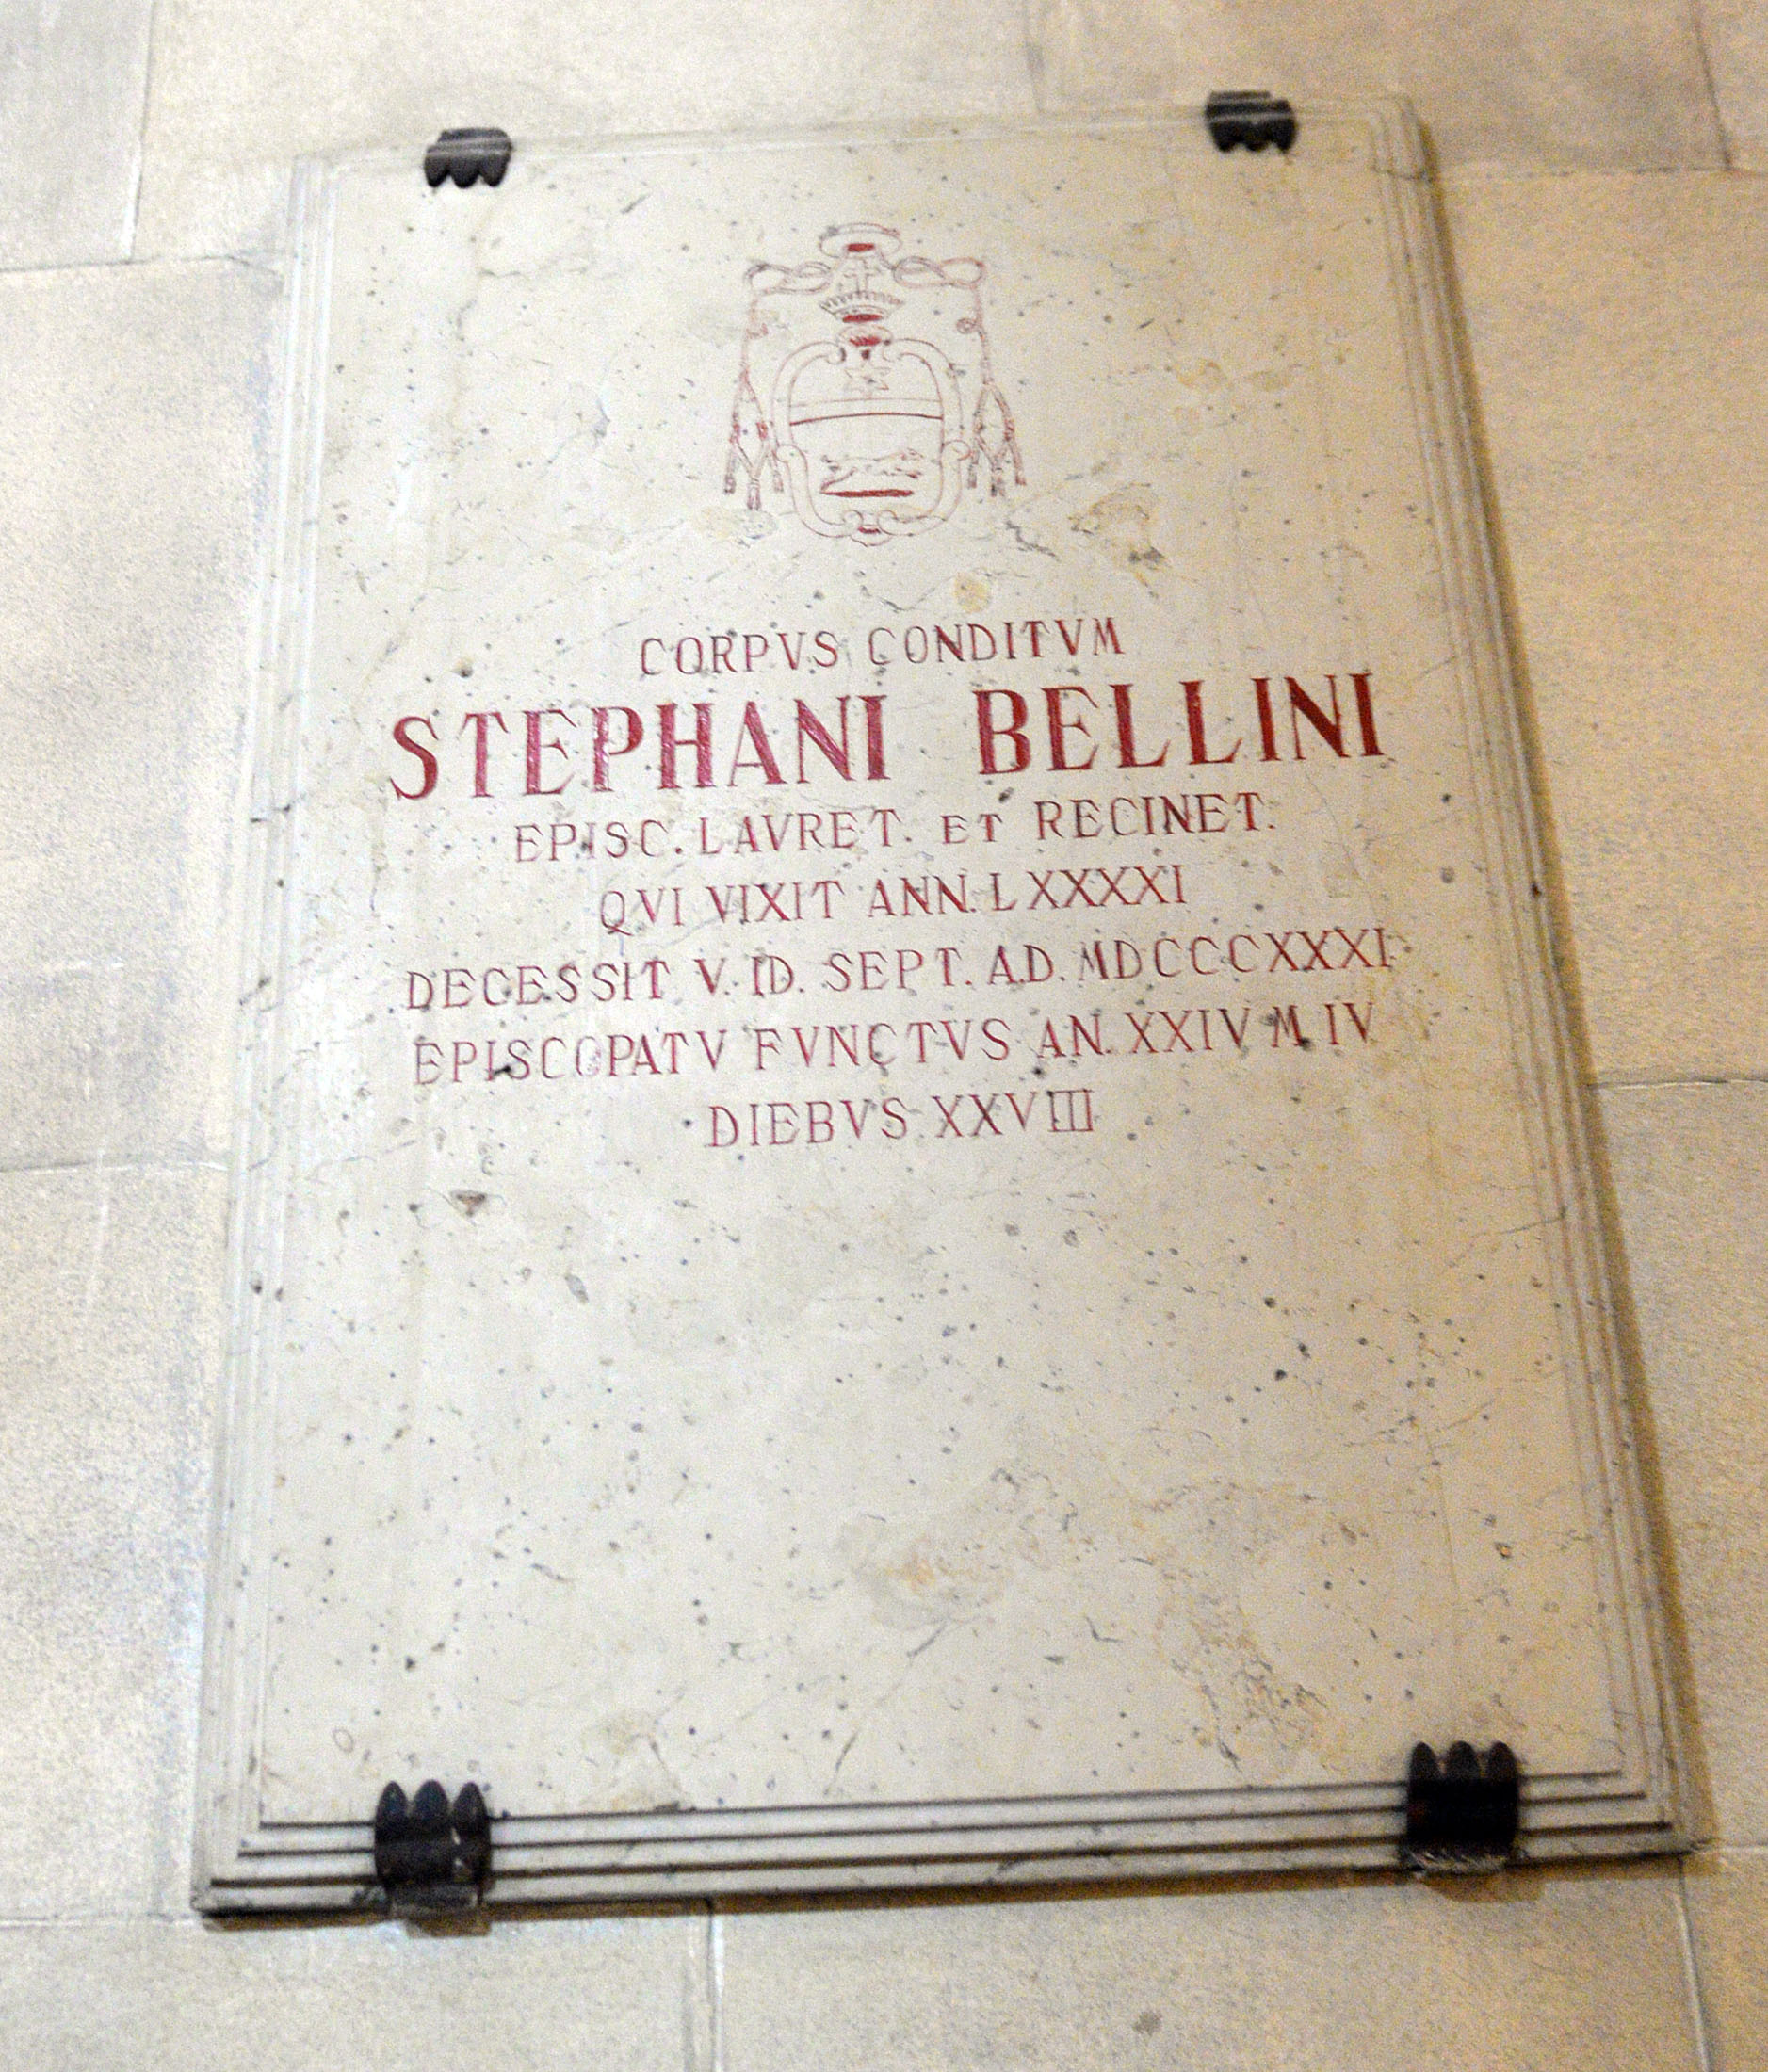 CORPVS CONDITVM
STEPHANI BELLINI
EPISC. LAVRET. ET RECINET.
QVI VIXIT ANN. LXXXXI
DECESSIT V. ID. SEPT. A.D. MDCCCXXXI
EPISCOPATV FVNCTVS AN. XXIV M. IV
DIEBVS XXVIII